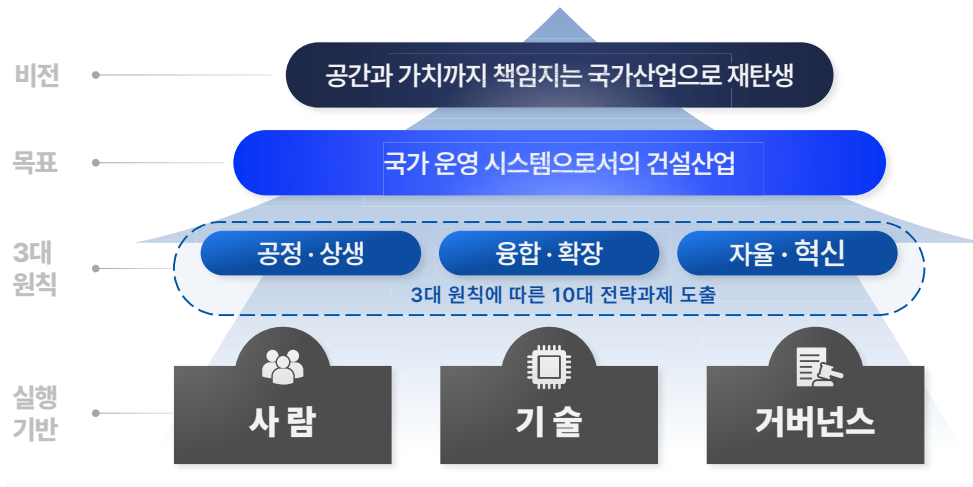 비전
공간과 가치까지 책임지는 국가산업으로 재탄생
목표
국가 운영 시스템으로서의 건설산업
3대
원칙
공정 · 상생
융합 · 확장
자율 · 혁신
3대 원칙에 따른 10대 전략과제 도출
실행
기반
사 람
기 술
거버넌스